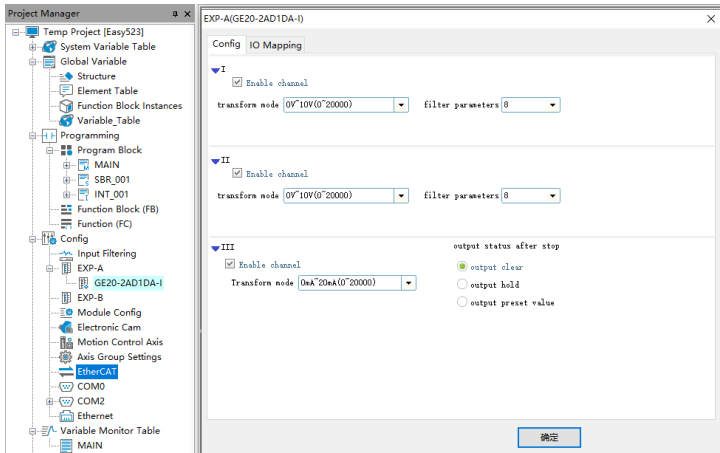 Project Manager
Temp Project [Easy523]
System Variable Table
Global Variable
Structure
Element Table
Function Block Instances
Variable_Table
Programming
Program Block
MAIN
SBR_001
INT_001
Function Block (FB)
Function (FC)
Config
Input Filtering
EXP-A
GE20-2AD1DA-I
EXP-B
Module Config
Electronic Cam
Motion Control Axis
Axis Group Settings
EtherCAT
COM0
COM2
Ethernet
Variable Monitor Table
MAIN
EXP-A(GE20-2AD1DA-I)
Config IO Mapping
I
Enable channel
transform mode 0V~10V(0~20000) filter parameters 8
II
Enable channel
transform mode 0V~10V(0~20000) filter parameters 8
III output status after stop
Enable channel output clear
Transform mode 0mA~20mA(0~20000) output hold
output preset value
确定